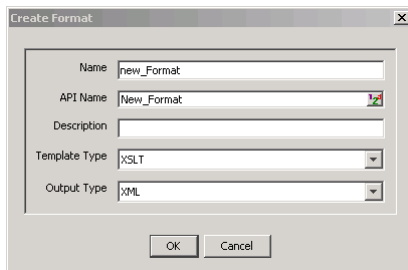 Create Format
Name new_Format
API Name New_Format
Description
Template Type XSLT
Output Type XML
OK Cancel